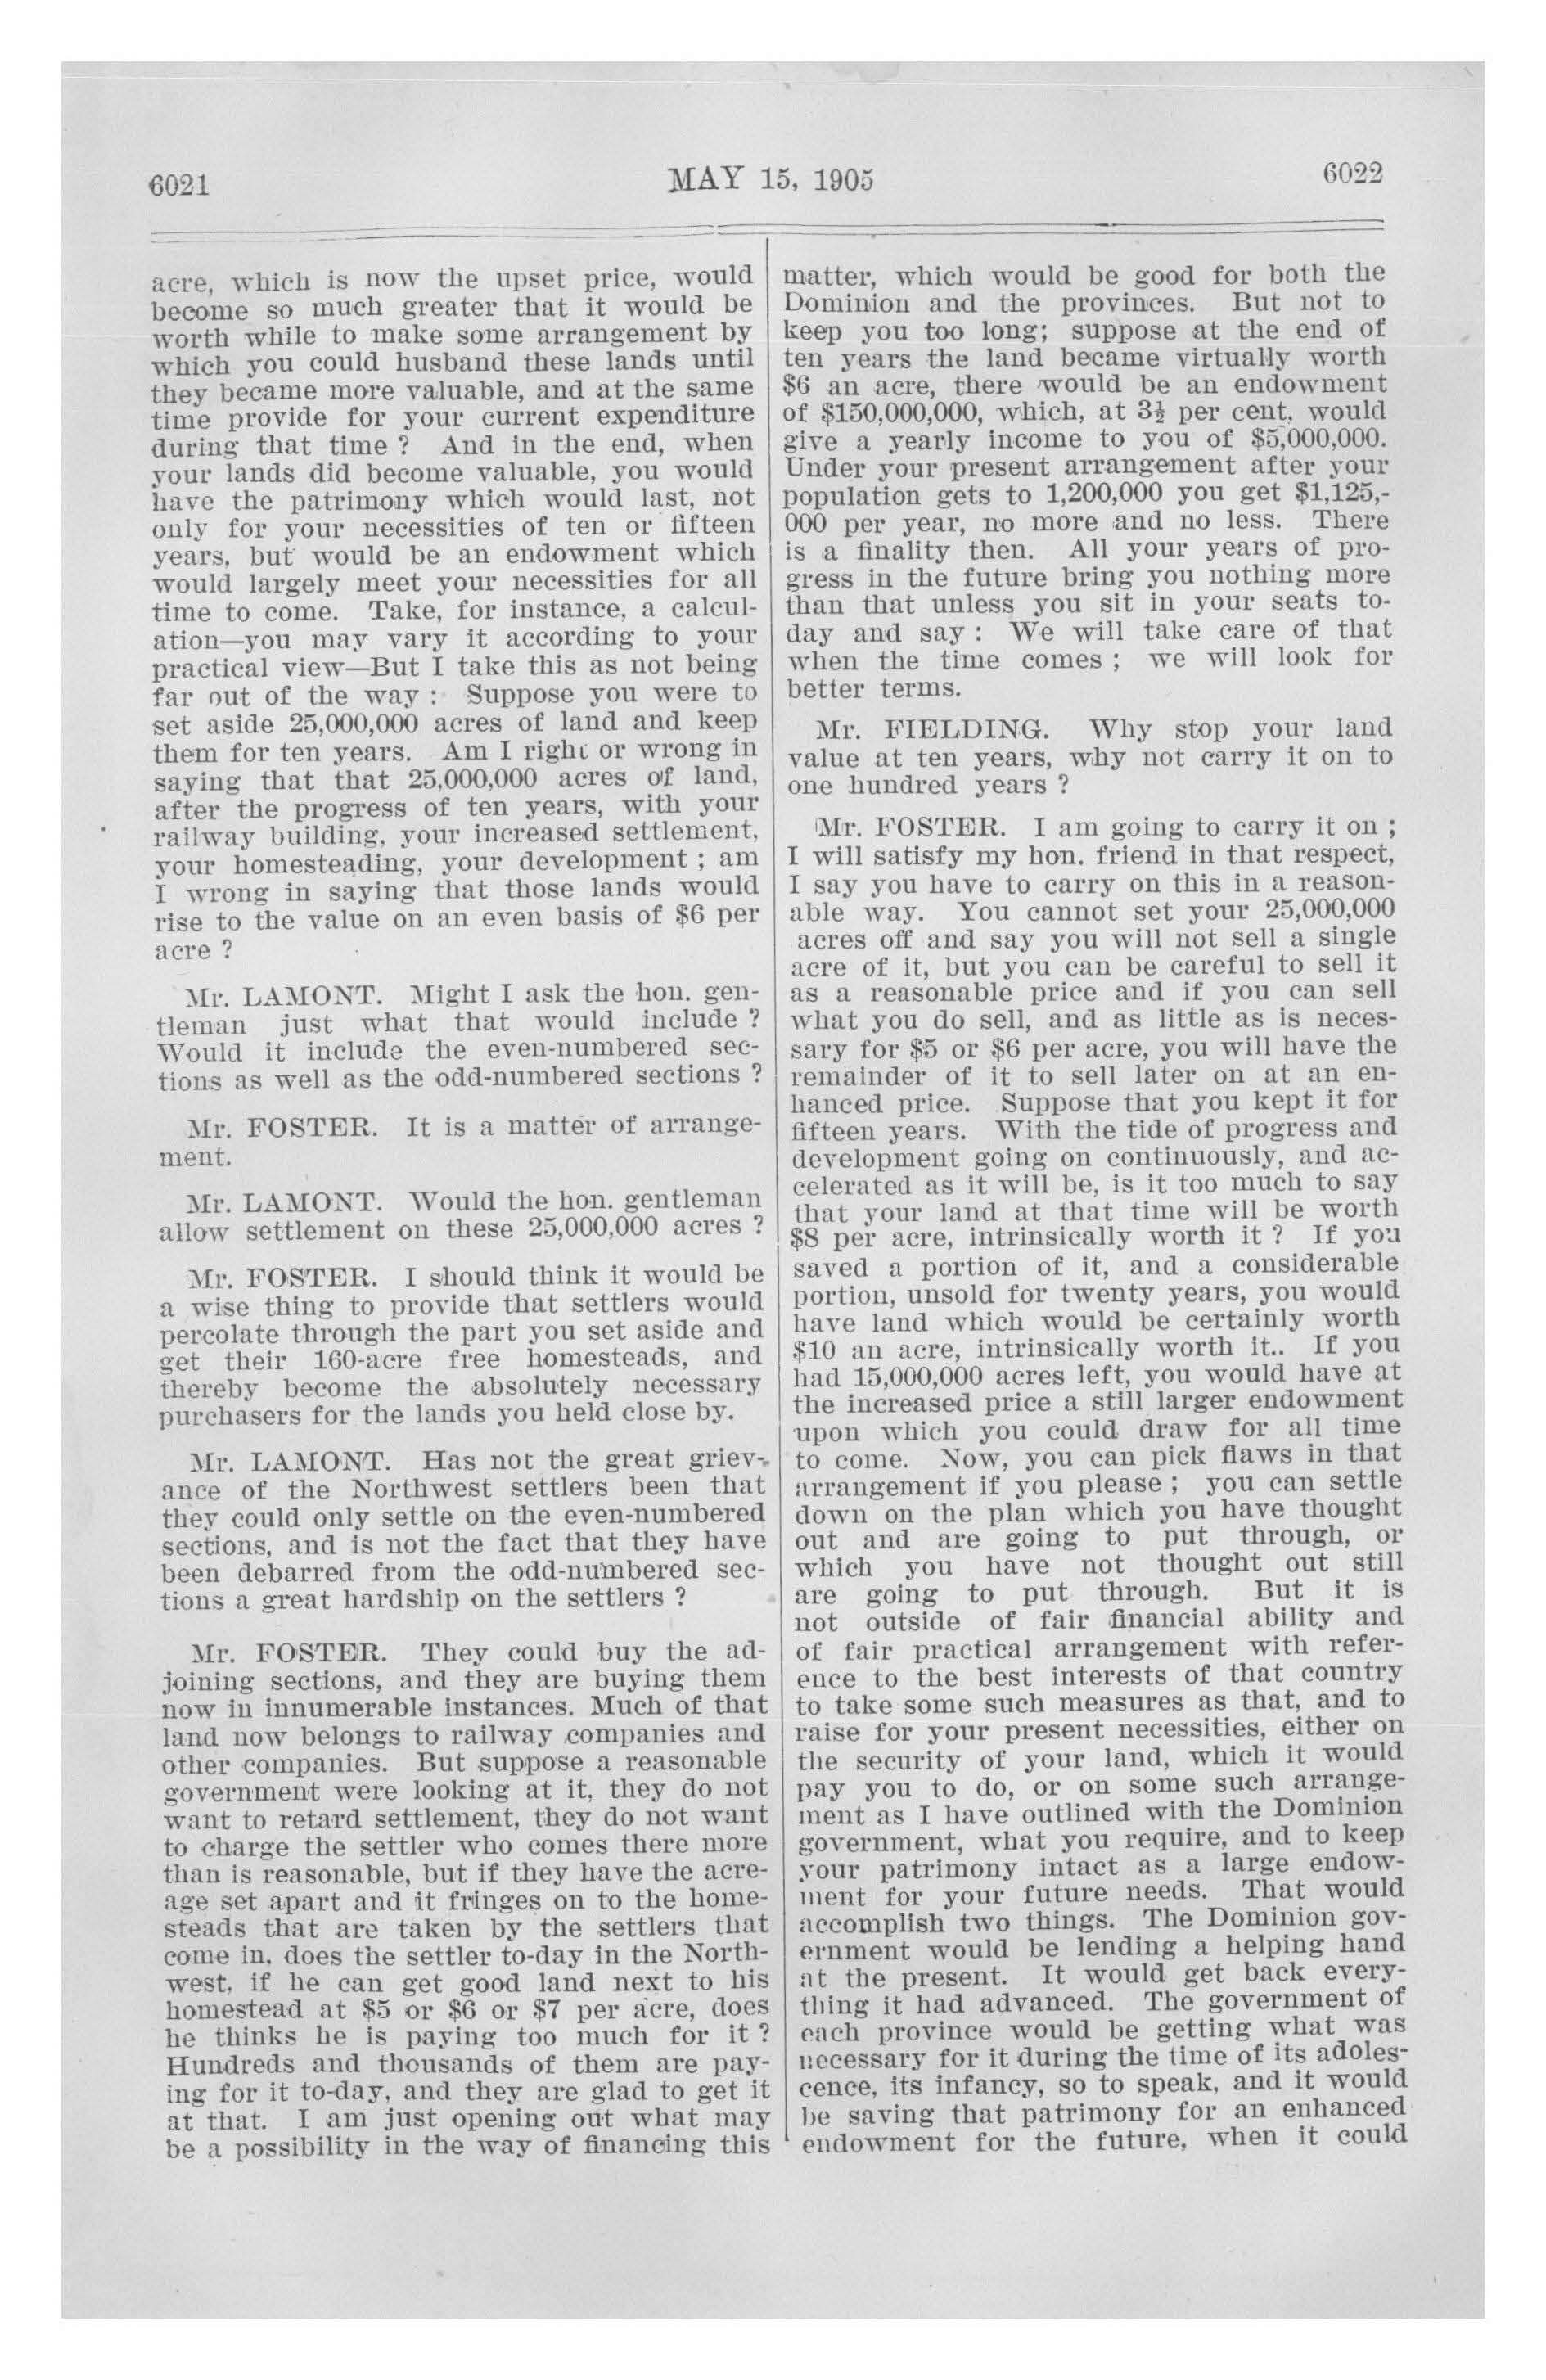 6021
MAY 15, 1905
6022
acre, which is now the upset price, would
become so much greater that it would be
worth while to make some arrangement by
which you could husband these lands until
they became more valuable, and at the same
time provide for your current expenditure
during that time ? And in the end, when
your lands did become valuable, you would
have the patrimony which would last, not
only for your necessities of ten or fifteen
years, but would be an endowment which
would largely meet your necessities for all
time to come. Take, for instance, a calcul-
ation—you may vary it according to your
practical view—But I take this as not being
far out of the way : Suppose you were to
set aside 25,000,000 acres of land and keep
them for ten years. Am I right or wrong in
saying that that 25,000,000 acres of land,
after the progress of ten years, with your
railway building, your increased settlement,
your homesteading, your development ; am
I wrong in saying that those lands would
rise to the value on an even basis of $6 per
acre ?
Mr. LAMONT. Might I ask the hon. gen-
tleman just what that would include ?
Would it include the even-numbered sec-
tions as well as the odd-numbered sections ?
Mr. FOSTER. It is a matter of arrange-
ment.
Mr. LAMONT. Would the hon. gentleman
allow settlement on these 25,000,000 acres ?
Mr. FOSTER. I should think it would be
a wise thing to provide that settlers would
percolate through the part you set aside and
get their 160-acre free homesteads, and
thereby become the absolutely necessary
purchasers for the lands you held close by.
Mr. LAMONT. Has not the great griev-
ance of the Northwest settlers been that
they could only settle on the even-numbered
sections, and is not the fact that they have
been debarred from the odd-numbered sec-
tions a great hardship on the settlers ?
Mr. FOSTER. They could buy the ad-
joining sections, and they are buying them
now in innumerable instances. Much of that
land now belongs to railway companies and
other companies. But suppose a reasonable
government were looking at it, they do not
want to retard settlement, they do not want
to charge the settler who comes there more
than is reasonable, but if they have the acre-
age set apart and it fringes on to the home-
steads that are taken by the settlers that
come in, does the settler to-day in the North-
west, if he can get good land next to his
homestead at $5 or $6 or $7 per acre, does
he thinks he is paying too much for it ?
Hundreds and thousands of them are pay-
ing for it to-day, and they are glad to get it
at that. I am just opening out what may
be a possibility in the way of financing this
matter, which would be good for both the
Dominion and the provinces. But not to
keep you too long; suppose at the end of
ten years the land became virtually worth
$6 an acre, there would be an endowment
of $150,000,000, which, at 3½ per cent, would
give a yearly income to you of $5,000,000.
Under your present arrangement after your
population gets to 1,200,000 you get $1,125,-
000 per year, no more and no less. There
is a finality then. All your years of pro-
gress in the future bring you nothing more
than that unless you sit in your seats to-
day and say : We will take care of that
when the time comes ; we will look for
better terms.
Mr. FIELDING. Why stop your land
value at ten years, why not carry it on to
one hundred years ?
Mr. FOSTER. I am going to carry it on ;
I will satisfy my hon. friend in that respect,
I say you have to carry on this in a reason-
able way. You cannot set your 25,000,000
acres off and say you will not sell a single
acre of it, but you can be careful to sell it
as a reasonable price and if you can sell
what you do sell, and as little as is neces-
sary for $5 or $6 per acre, you will have the
remainder of it to sell later on at an en-
hanced price. Suppose that you kept it for
fifteen years. With the tide of progress and
development going on continuously, and ac-
celerated as it will be, is it too much to say
that your land at that time will be worth
$8 per acre, intrinsically worth it ? If you
saved a portion of it, and a considerable
portion, unsold for twenty years, you would
have land which would be certainly worth
$10 an acre, intrinsically worth it.. If you
had 15,000,000 acres left, you would have at
the increased price a still larger endowment
upon which you could draw for all time
to come. Now, you can pick flaws in that
arrangement if you please ; you can settle
down on the plan which you have thought
out and are going to put through, or
which you have not thought out still
are going to put through. But it is
not outside of fair financial ability and
of fair practical arrangement with refer-
ence to the best interests of that country
to take some such measures as that, and to
raise for your present necessities, either on
the security of your land, which it would
pay you to do, or on some such arrange-
ment as I have outlined with the Dominion
government, what you require, and to keep
your patrimony intact as a large endow-
ment for your future needs. That would
accomplish two things. The Dominion gov-
ernment would be lending a helping hand
at the present. It would get back every-
thing it had advanced. The government of
each province would be getting what was
necessary for it during the time of its adoles-
cence, its infancy, so to speak, and it would
be saving that patrimony for an enhanced
endowment for the future, when it could